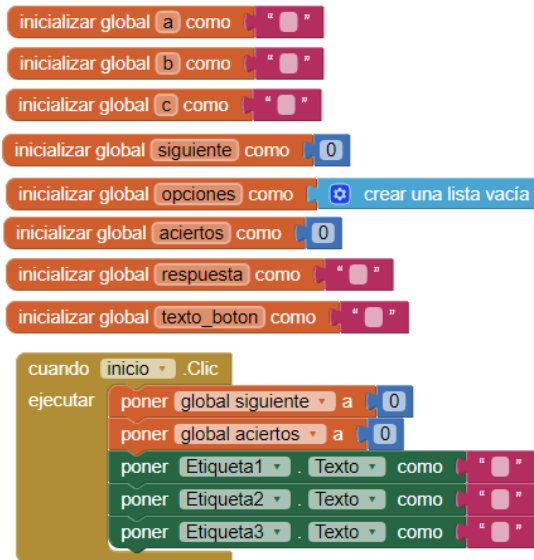 inicializar global a como " "
inicializar global b como " "
inicializar global c como " "
inicializar global siguiente como 0
inicializar global opciones como crear una lista vacía
inicializar global aciertos como 0
inicializar global respuesta como " "
inicializar global texto_boton como " "
cuando inicio .Clic
ejecutar poner global siguiente a 0
poner global aciertos a 0
poner Etiqueta1 . Texto como " "
poner Etiqueta2 . Texto como " "
poner Etiqueta3 . Texto como " "